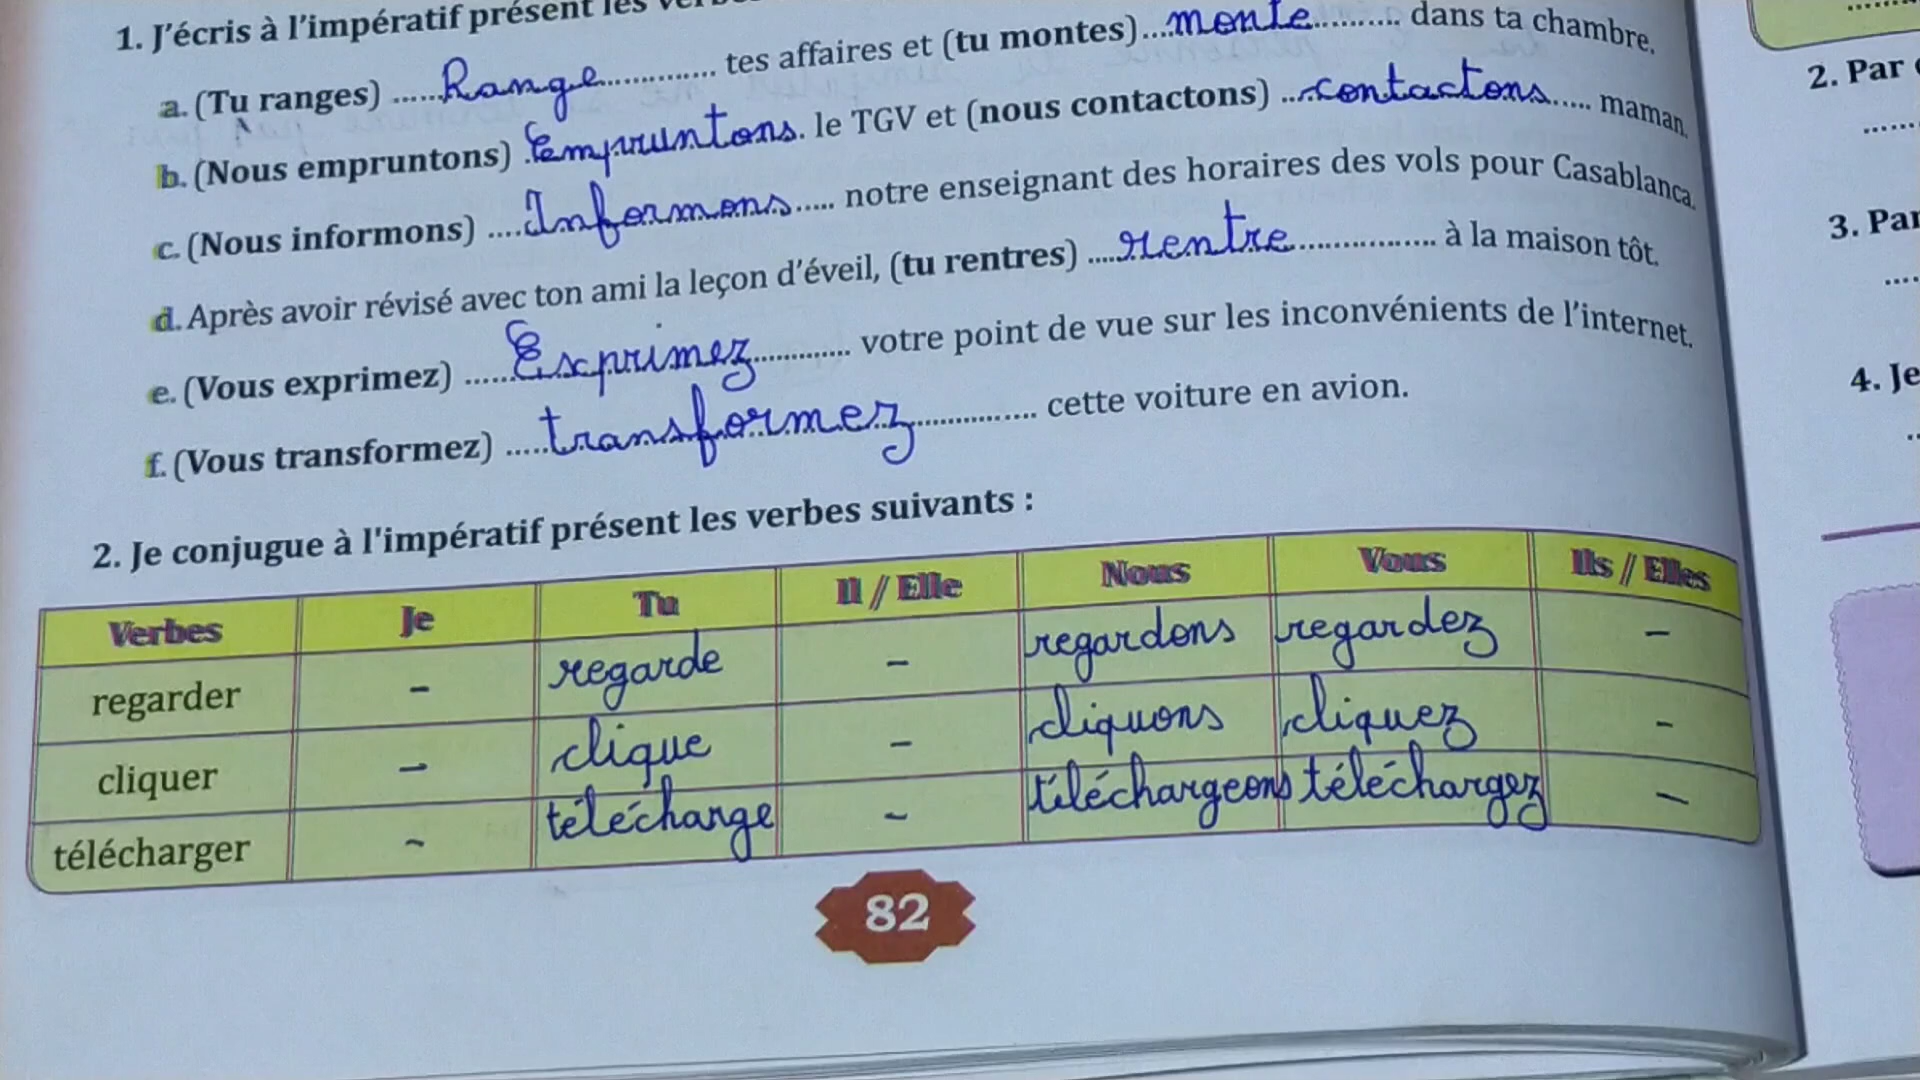 1. J'écris à l'impératif présent les
a. (Tu ranges) .....Range............. tes affaires et (tu montes)....monte.......... dans ta chambre.
b. (Nous empruntons) .Empruntons. le TGV et (nous contactons) ...contactons..... maman.
c. (Nous informons) ....Informons..... notre enseignant des horaires des vols pour Casablanca.
d. Après avoir révisé avec ton ami la leçon d'éveil, (tu rentres) ....rentre................ à la maison tôt.
e. (Vous exprimez) .....Exprimez............ votre point de vue sur les inconvénients de l'internet.
f. (Vous transformez) .....transformez.............. cette voiture en avion.
2. Je conjugue à l'impératif présent les verbes suivants :
Verbes Je Tu Il / Elle Nous Vous Ils / Elles
regarder - regarde - regardons regardez -
cliquer - clique - cliquons cliquez -
télécharger - télécharge - téléchargeons téléchargez -
82
2. Par
3. Par
4. Je